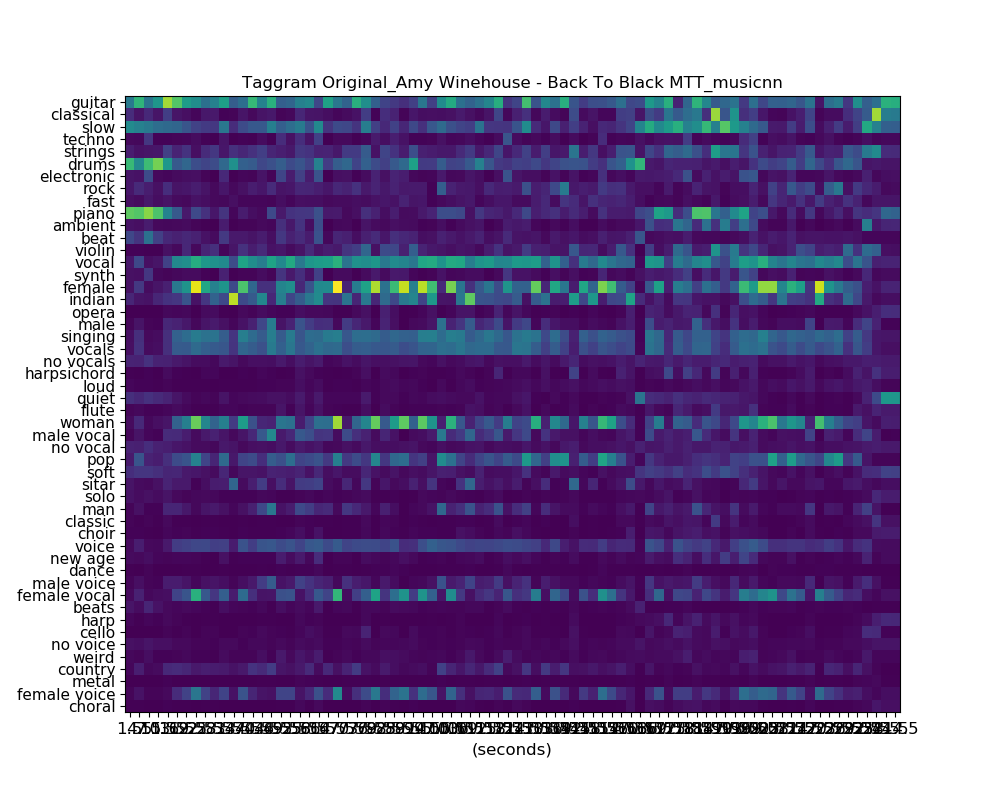 Taggram Original_Amy Winehouse - Back To Black MTT_musicnn
guitar
classical
slow
techno
strings
drums
electronic
rock
fast
piano
ambient
beat
violin
vocal
synth
female
indian
opera
male
singing
vocals
no vocals
harpsichord
loud
quiet
flute
woman
male vocal
no vocal
pop
soft
sitar
solo
man
classic
choir
voice
new age
dance
male voice
female vocal
beats
harp
cello
no voice
weird
country
metal
female voice
choral
(seconds)